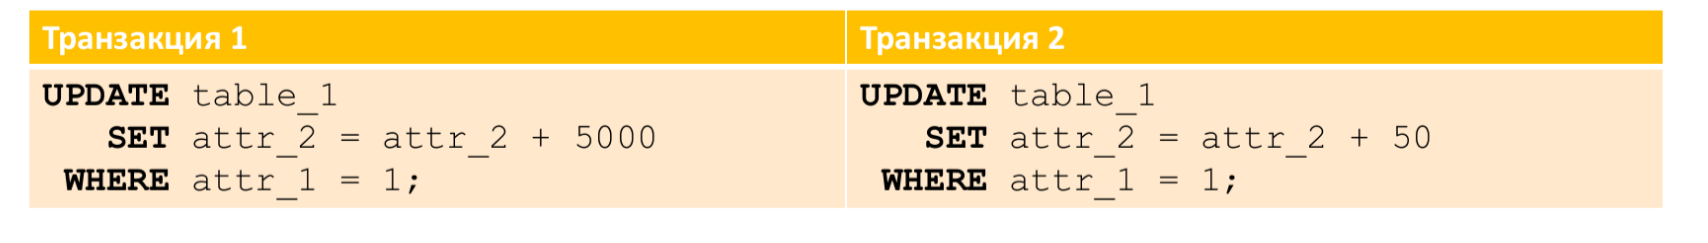 Транзакция 1
UPDATE table_1
SET attr_2 = attr_2 + 5000
WHERE attr_1 = 1;
Транзакция 2
UPDATE table_1
SET attr_2 = attr_2 + 50
WHERE attr_1 = 1;